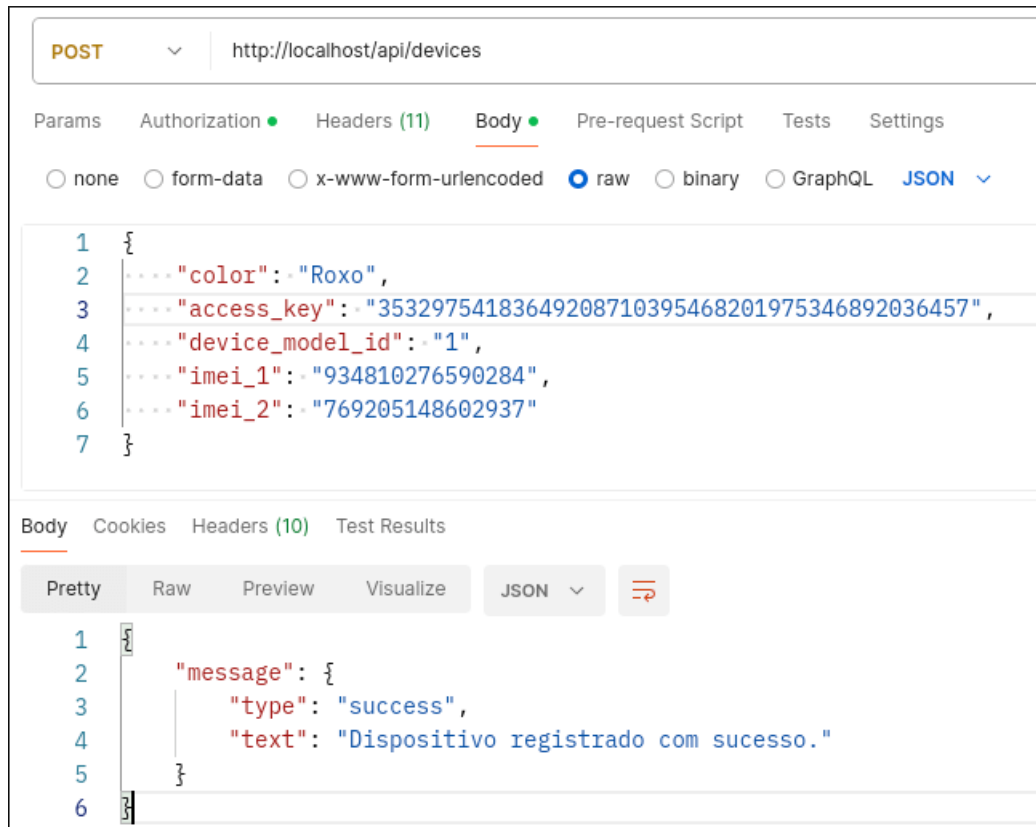 POST http://localhost/api/devices
Params Authorization Headers (11) Body Pre-request Script Tests Settings
none form-data x-www-form-urlencoded raw binary GraphQL JSON
1 {
2 "color": "Roxo",
3 "access_key": "35329754183649208710395468201975346892036457",
4 "device_model_id": "1",
5 "imei_1": "934810276590284",
6 "imei_2": "769205148602937"
7 }
Body Cookies Headers (10) Test Results
Pretty Raw Preview Visualize JSON
1 {
2 "message": {
3 "type": "success",
4 "text": "Dispositivo registrado com sucesso."
5 }
6 }